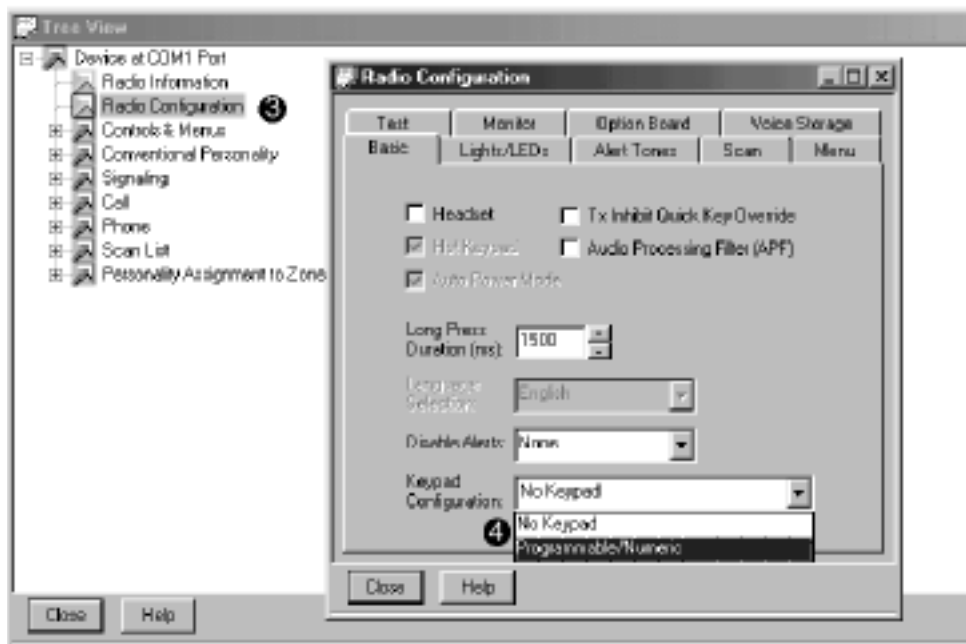 Tree View
Device at COM1 Port
Radio Information
Radio Configuration
3
Controls & Menus
Conventional Personality
Signaling
Call
Phone
Scan List
Personality Assignment to Zone
Close
Help
Radio Configuration
Test
Monitor
Option Board
Voice Storage
Basic
Lights/LEDs
Alert Tones
Scan
Menu
Headset
Tx Inhibit Quick Key Override
Hot Keypad
Audio Processing Filter (APF)
Auto Power Mode
Long Press
Duration (ms):
1500
Language
Selection:
English
Disable Alerts:
None
Keypad
Configuration:
No Keypad
4
No Keypad
Programmable/Numeric
Close
Help